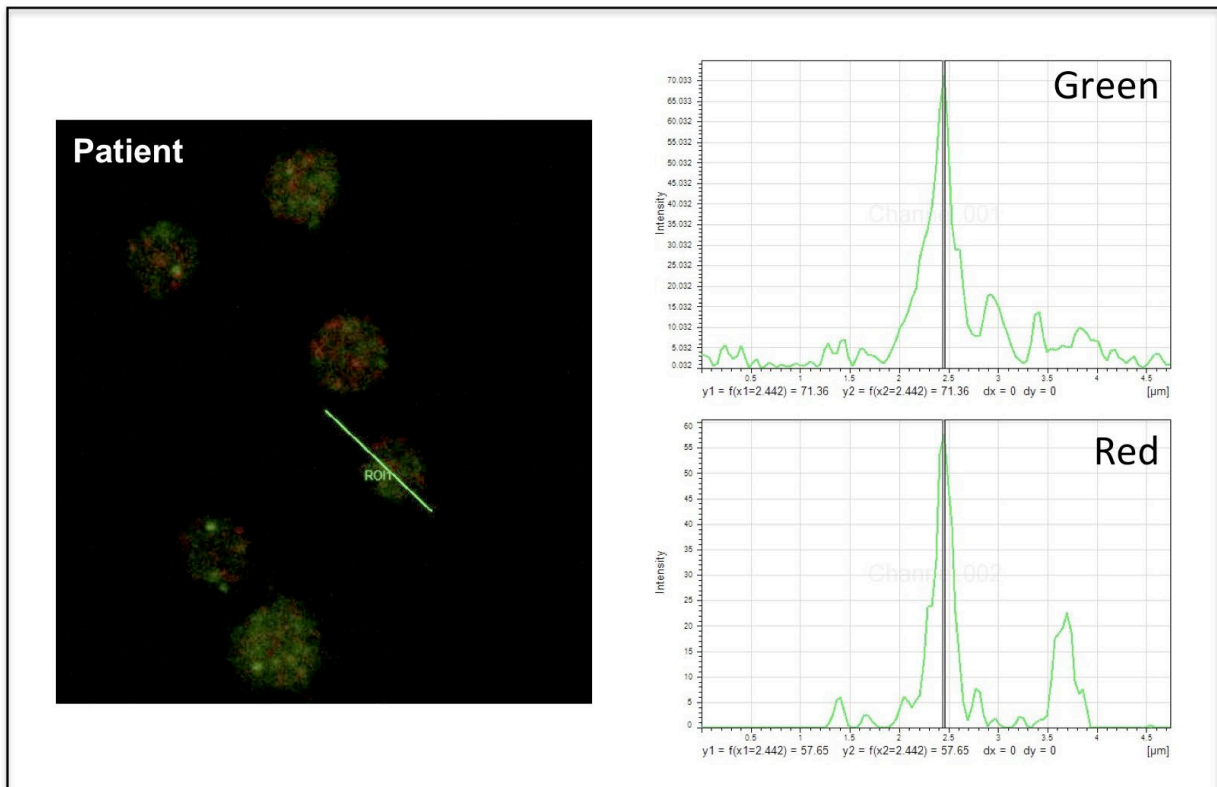 Patient
ROI1
Green
Channel 001
Intensity
70.033
65.033
60.032
55.032
50.032
45.032
40.032
35.032
30.032
25.032
20.032
15.032
10.032
5.032
0.032
0.5 1 1.5 2 2.5 3 3.5 4 4.5
y1 = f(x1=2.442) = 71.36 y2 = f(x2=2.442) = 71.36 dx = 0 dy = 0 [µm]
Red
Channel 002
Intensity
60
55
50
45
40
35
30
25
20
15
10
5
0
0.5 1 1.5 2 2.5 3 3.5 4 4.5
y1 = f(x1=2.442) = 57.65 y2 = f(x2=2.442) = 57.65 dx = 0 dy = 0 [µm]